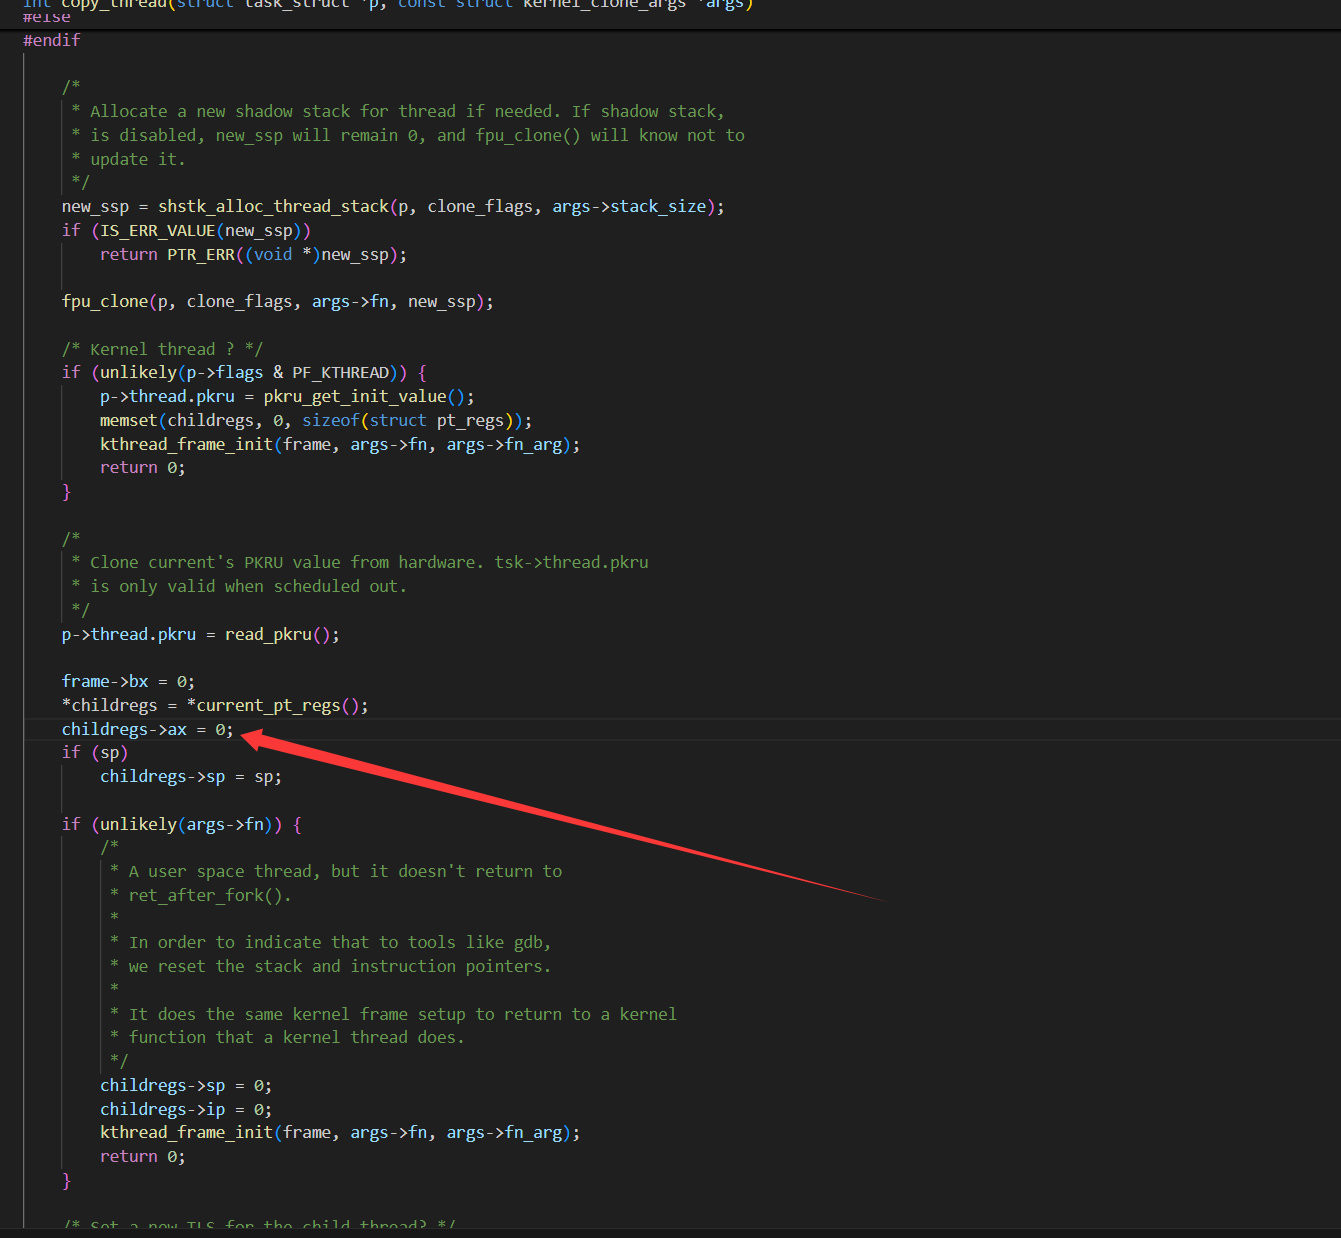 int copy_thread(struct task_struct *p, const struct kernel_clone_args *args)
#else
#endif
/*
* Allocate a new shadow stack for thread if needed. If shadow stack,
* is disabled, new_ssp will remain 0, and fpu_clone() will know not to
* update it.
*/
new_ssp = shstk_alloc_thread_stack(p, clone_flags, args->stack_size);
if (IS_ERR_VALUE(new_ssp))
return PTR_ERR((void *)new_ssp);
fpu_clone(p, clone_flags, args->fn, new_ssp);
/* Kernel thread ? */
if (unlikely(p->flags & PF_KTHREAD)) {
p->thread.pkru = pkru_get_init_value();
memset(childregs, 0, sizeof(struct pt_regs));
kthread_frame_init(frame, args->fn, args->fn_arg);
return 0;
}
/*
* Clone current's PKRU value from hardware. tsk->thread.pkru
* is only valid when scheduled out.
*/
p->thread.pkru = read_pkru();
frame->bx = 0;
*childregs = *current_pt_regs();
childregs->ax = 0;
if (sp)
childregs->sp = sp;
if (unlikely(args->fn)) {
/*
* A user space thread, but it doesn't return to
* ret_after_fork().
*
* In order to indicate that to tools like gdb,
* we reset the stack and instruction pointers.
*
* It does the same kernel frame setup to return to a kernel
* function that a kernel thread does.
*/
childregs->sp = 0;
childregs->ip = 0;
kthread_frame_init(frame, args->fn, args->fn_arg);
return 0;
}
/* Set a new TLS for the child thread? */